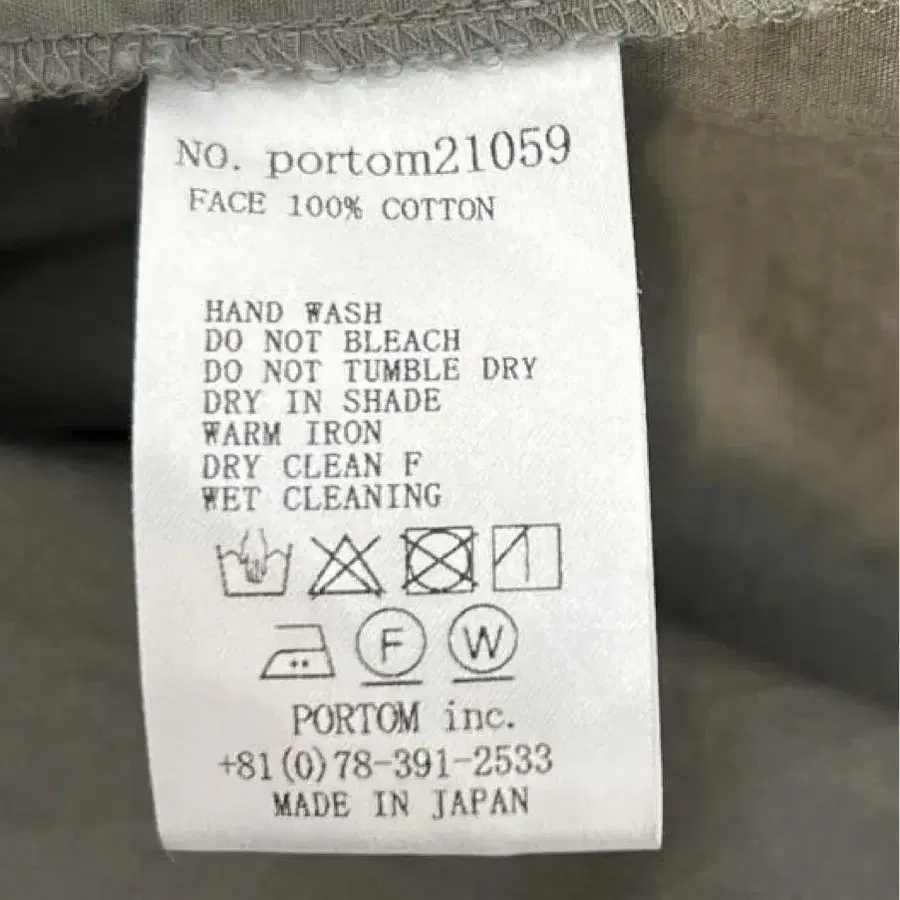 NO. portom21059
FACE 100% COTTON
HAND WASH
DO NOT BLEACH
DO NOT TUMBLE DRY
DRY IN SHADE
WARM IRON
DRY CLEAN F
WET CLEANING
F W
PORTOM inc.
+81(0)78-391-2533
MADE IN JAPAN